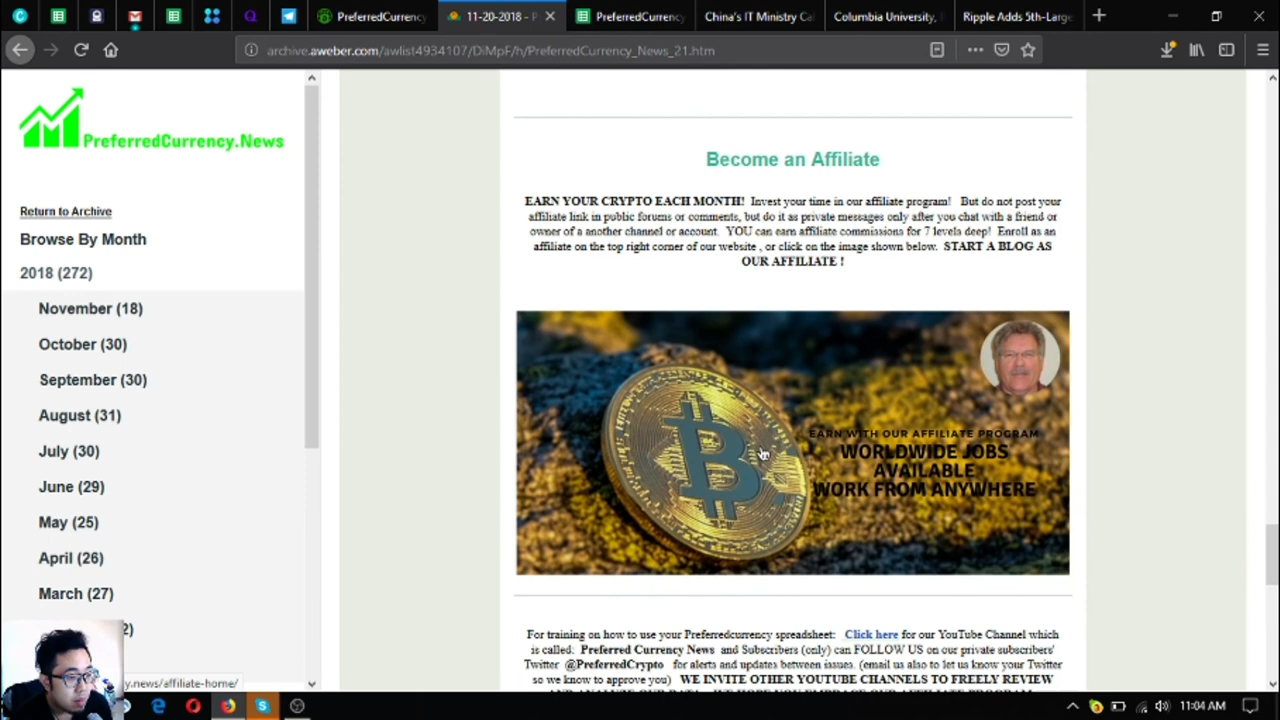 PreferredCurrency
11-20-2018 - P
PreferredCurrency
China's IT Ministry Ca
Columbia University,
Ripple Adds 5th-Large
archive.aweber.com/awlist4934107/DiMpF/h/PreferredCurrency_News_21.htm
PreferredCurrency.News
Return to Archive
Browse By Month
2018 (272)
November (18)
October (30)
September (30)
August (31)
July (30)
June (29)
May (25)
April (26)
March (27)
2)
y.news/affiliate-home/
Become an Affiliate
EARN YOUR CRYPTO EACH MONTH! Invest your time in our affiliate program! But do not post your
affiliate link in public forums or comments, but do it as private messages only after you chat with a friend or
owner of a another channel or account. YOU can earn affiliate commissions for 7 levels deep! Enroll as an
affiliate on the top right corner of our website , or click on the image shown below. START A BLOG AS
OUR AFFILIATE !
EARN WITH OUR AFFILIATE PROGRAM
WORLDWIDE JOBS
AVAILABLE
WORK FROM ANYWHERE
For training on how to use your Preferredcurrency spreadsheet: Click here for our YouTube Channel which
is called: Preferred Currency News and Subscribers (only) can FOLLOW US on our private subscribers'
Twitter @PreferredCrypto for alerts and updates between issues. (email us also to let us know your Twitter
so we know to approve you) WE INVITE OTHER YOUTUBE CHANNELS TO FREELY REVIEW
11:04 AM